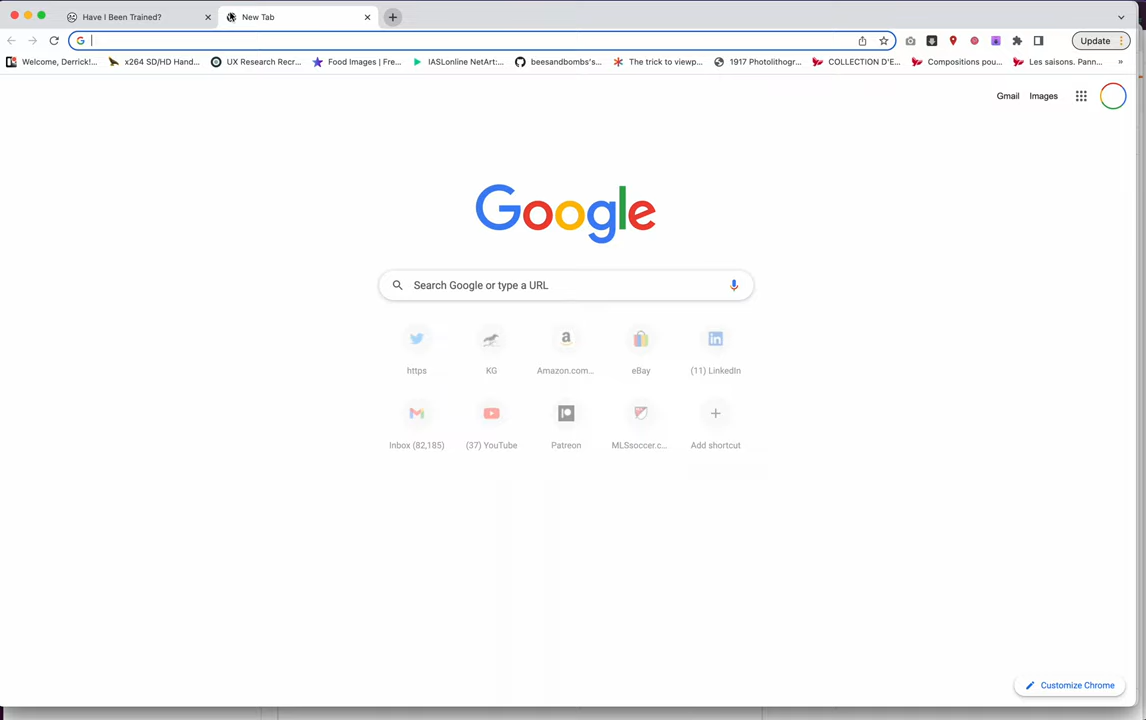 Have I Been Trained?
New Tab
Update
Welcome, Derrick!...
x264 SD/HD Hand...
UX Research Recr...
Food Images | Fre...
IASLonline NetArt:...
beesandbombs's...
The trick to viewp...
1917 Photolithogr...
COLLECTION D'E...
Compositions pou...
Les saisons. Pann...
»
Gmail
Images
Google
Search Google or type a URL
https
KG
Amazon.com...
eBay
(11) LinkedIn
Inbox (82,185)
(37) YouTube
Patreon
MLSsoccer.c...
Add shortcut
Customize Chrome